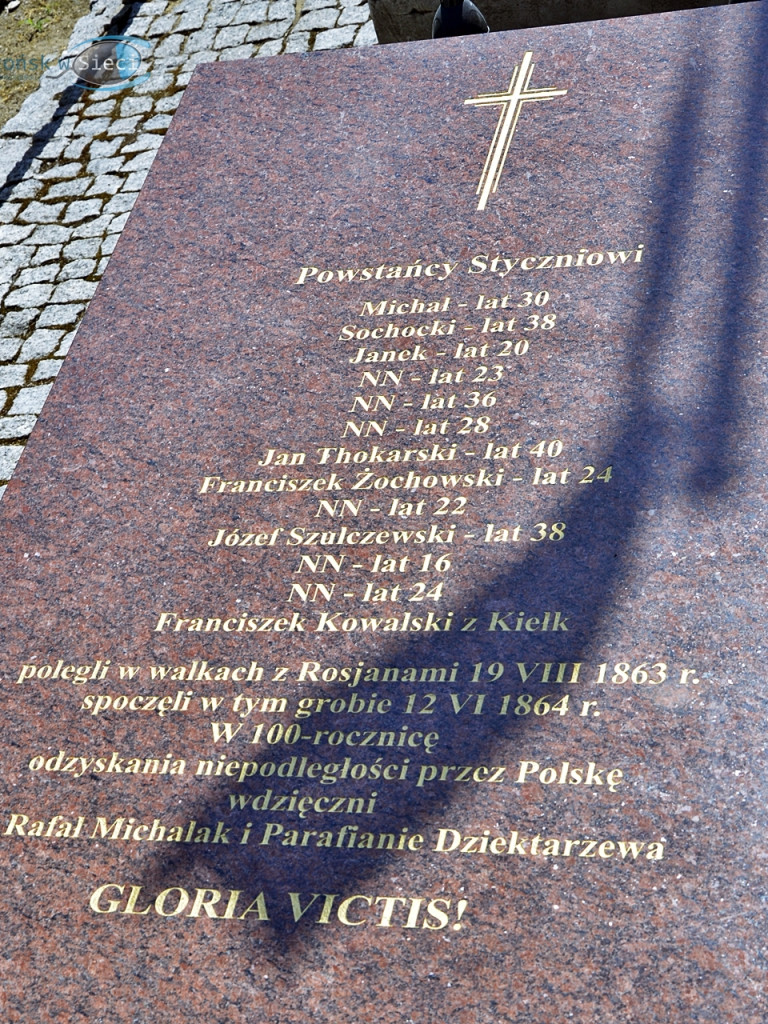 płońsk w Sieci
Powstańcy Styczniowi
Michał - lat 30
Sochocki - lat 38
Janek - lat 20
NN - lat 23
NN - lat 36
NN - lat 28
Jan Thokarski - lat 40
Franciszek Żochowski - lat 24
NN - lat 22
Józef Szulczewski - lat 38
NN - lat 16
NN - lat 24
Franciszek Kowalski z Kiełk
polegli w walkach z Rosjanami 19 VIII 1863 r.
spoczęli w tym grobie 12 VI 1864 r.
W 100-rocznicę
odzyskania niepodległości przez Polskę
wdzięczni
Rafał Michalak i Parafianie Dziektarzewa
GLORIA VICTIS!